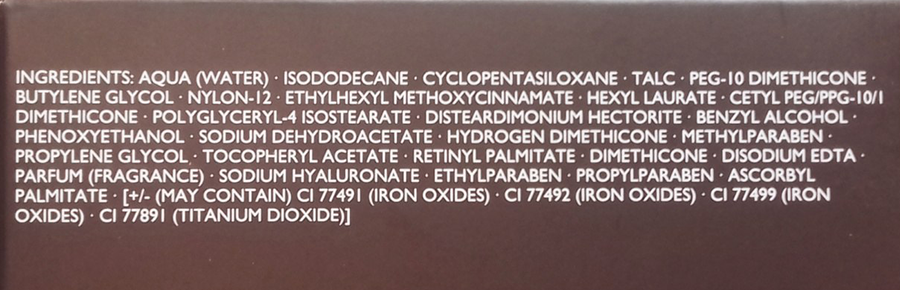 INGREDIENTS: AQUA (WATER) · ISODODECANE · CYCLOPENTASILOXANE · TALC · PEG-10 DIMETHICONE ·
BUTYLENE GLYCOL · NYLON-12 · ETHYLHEXYL METHOXYCINNAMATE · HEXYL LAURATE · CETYL PEG/PPG-10/1
DIMETHICONE · POLYGLYCERYL-4 ISOSTEARATE · DISTEARDIMONIUM HECTORITE · BENZYL ALCOHOL ·
PHENOXYETHANOL · SODIUM DEHYDROACETATE · HYDROGEN DIMETHICONE · METHYLPARABEN ·
PROPYLENE GLYCOL · TOCOPHERYL ACETATE · RETINYL PALMITATE · DIMETHICONE · DISODIUM EDTA ·
PARFUM (FRAGRANCE) · SODIUM HYALURONATE · ETHYLPARABEN · PROPYLPARABEN · ASCORBYL
PALMITATE · [+/- (MAY CONTAIN) CI 77491 (IRON OXIDES) · CI 77492 (IRON OXIDES) · CI 77499 (IRON
OXIDES) · CI 77891 (TITANIUM DIOXIDE)]